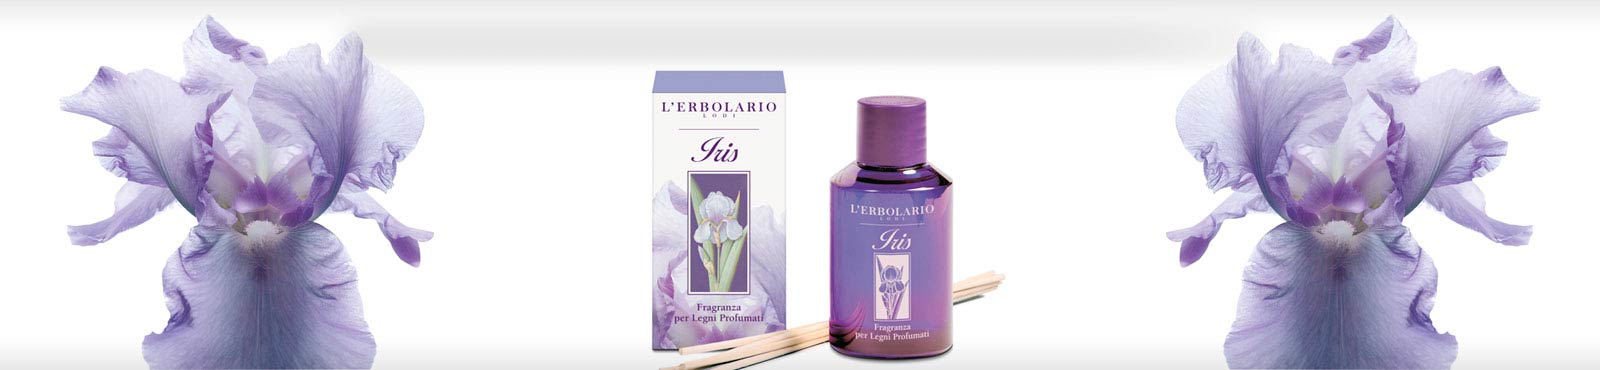 L'ERBOLARIO
LODI
Iris
Fragranza
per Legni Profumati
L'ERBOLARIO
LODI
Iris
Fragranza
per Legni Profumati